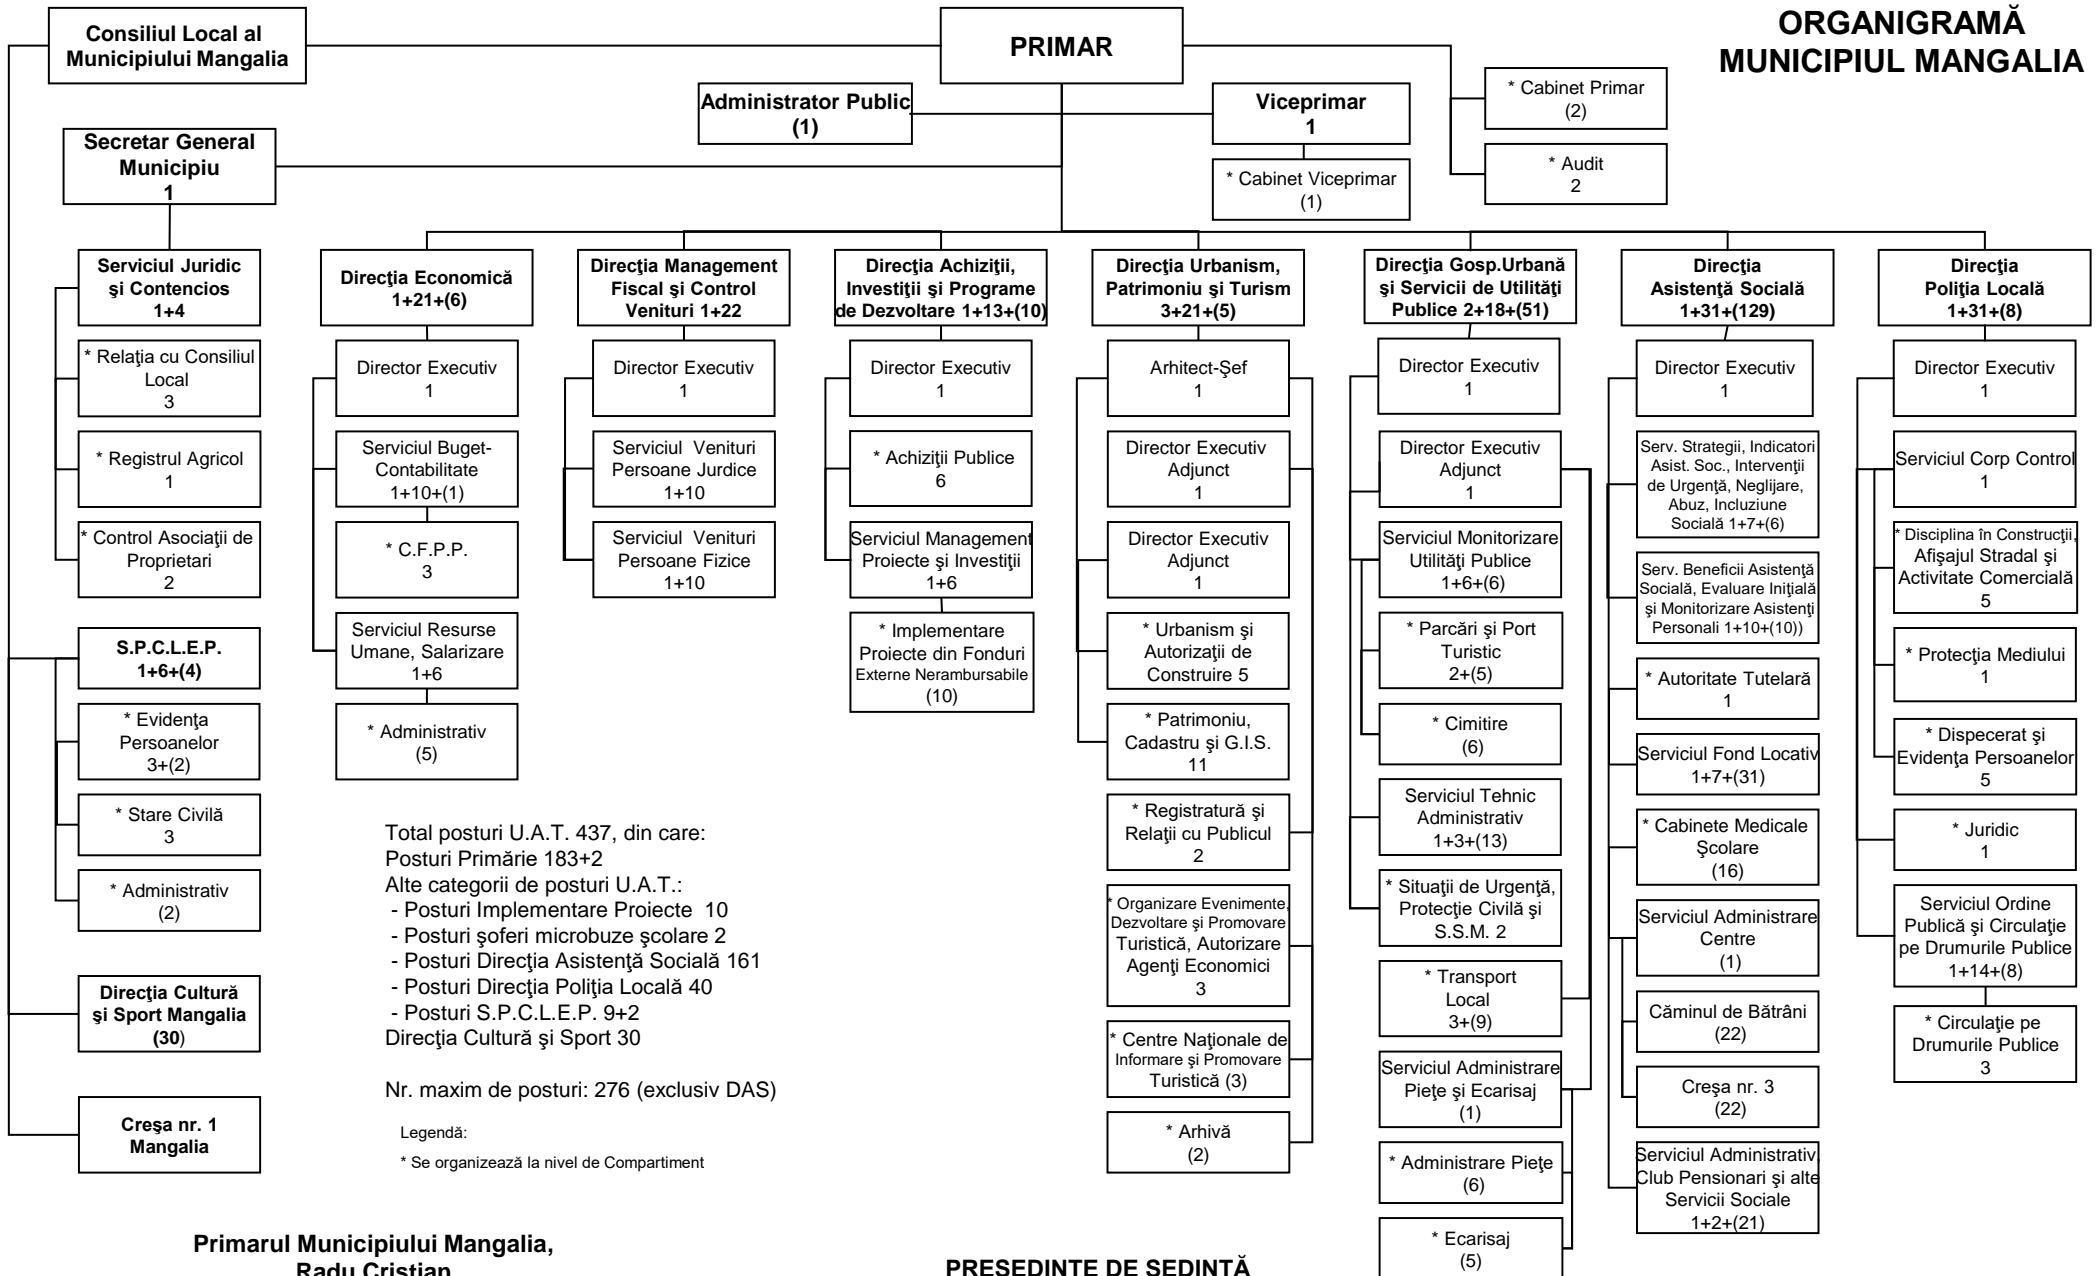 ORGANIGRAMĂ
MUNICIPIUL MANGALIA
Consiliul Local al
Municipiului Mangalia
PRIMAR
Administrator Public
(1)
Viceprimar
1
* Cabinet Viceprimar
(1)
* Cabinet Primar
(2)
* Audit
2
Secretar General
Municipiu
1
Serviciul Juridic
şi Contencios
1+4
* Relaţia cu Consiliul
Local
3
* Registrul Agricol
1
* Control Asociaţii de
Proprietari
2
S.P.C.L.E.P.
1+6+(4)
* Evidenţa
Persoanelor
3+(2)
* Stare Civilă
3
* Administrativ
(2)
Direcţia Cultură
şi Sport Mangalia
(30)
Creşa nr. 1
Mangalia
Direcţia Economică
1+21+(6)
Director Executiv
1
Serviciul Buget-
Contabilitate
1+10+(1)
* C.F.P.P.
3
Serviciul Resurse
Umane, Salarizare
1+6
* Administrativ
(5)
Direcţia Management
Fiscal şi Control
Venituri 1+22
Director Executiv
1
Serviciul Venituri
Persoane Jurdice
1+10
Serviciul Venituri
Persoane Fizice
1+10
Direcţia Achiziţii,
Investiţii şi Programe
de Dezvoltare 1+13+(10)
Director Executiv
1
* Achiziţii Publice
6
Serviciul Management
Proiecte şi Investiţii
1+6
* Implementare
Proiecte din Fonduri
Externe Nerambursabile
(10)
Direcţia Urbanism,
Patrimoniu şi Turism
3+21+(5)
Arhitect-Şef
1
Director Executiv
Adjunct
1
Director Executiv
Adjunct
1
* Urbanism şi
Autorizaţii de
Construire 5
* Patrimoniu,
Cadastru şi G.I.S.
11
* Registratură şi
Relaţii cu Publicul
2
* Organizare Evenimente,
Dezvoltare şi Promovare
Turistică, Autorizare
Agenţi Economici
3
* Centre Naţionale de
Informare şi Promovare
Turistică (3)
* Arhivă
(2)
Direcţia Gosp.Urbană
şi Servicii de Utilităţi
Publice 2+18+(51)
Director Executiv
1
Director Executiv
Adjunct
1
Serviciul Monitorizare
Utilităţi Publice
1+6+(6)
* Parcări şi Port
Turistic
2+(5)
* Cimitire
(6)
Serviciul Tehnic
Administrativ
1+3+(13)
* Situaţii de Urgenţă,
Protecţie Civilă şi
S.S.M. 2
* Transport
Local
3+(9)
Serviciul Administrare
Pieţe şi Ecarisaj
(1)
* Administrare Pieţe
(6)
* Ecarisaj
(5)
Direcţia
Asistenţă Socială
1+31+(129)
Director Executiv
1
Serv. Strategii, Indicatori
Asist. Soc., Intervenţii
de Urgenţă, Neglijare,
Abuz, Incluziune
Socială 1+7+(6)
Serv. Beneficii Asistenţă
Socială, Evaluare Iniţială
şi Monitorizare Asistenţi
Personali 1+10+(10))
* Autoritate Tutelară
1
Serviciul Fond Locativ
1+7+(31)
* Cabinete Medicale
Şcolare
(16)
Serviciul Administrare
Centre
(1)
Căminul de Bătrâni
(22)
Creşa nr. 3
(22)
Serviciul Administrativ,
Club Pensionari şi alte
Servicii Sociale
1+2+(21)
Direcţia
Poliţia Locală
1+31+(8)
Director Executiv
1
Serviciul Corp Control
1
* Disciplina în Construcţii,
Afişajul Stradal şi
Activitate Comercială
5
* Protecţia Mediului
1
* Dispecerat şi
Evidenţa Persoanelor
5
* Juridic
1
Serviciul Ordine
Publică şi Circulaţie
pe Drumurile Publice
1+14+(8)
* Circulaţie pe
Drumurile Publice
3
Total posturi U.A.T. 437, din care:
Posturi Primărie 183+2
Alte categorii de posturi U.A.T.:
- Posturi Implementare Proiecte 10
- Posturi şoferi microbuze şcolare 2
- Posturi Direcţia Asistenţă Socială 161
- Posturi Direcţia Poliţia Locală 40
- Posturi S.P.C.L.E.P. 9+2
Direcţia Cultură şi Sport 30
Nr. maxim de posturi: 276 (exclusiv DAS)
Legendă:
* Se organizează la nivel de Compartiment
Primarul Municipiului Mangalia,
Radu Cristian
PREŞEDINTE DE ŞEDINŢĂ